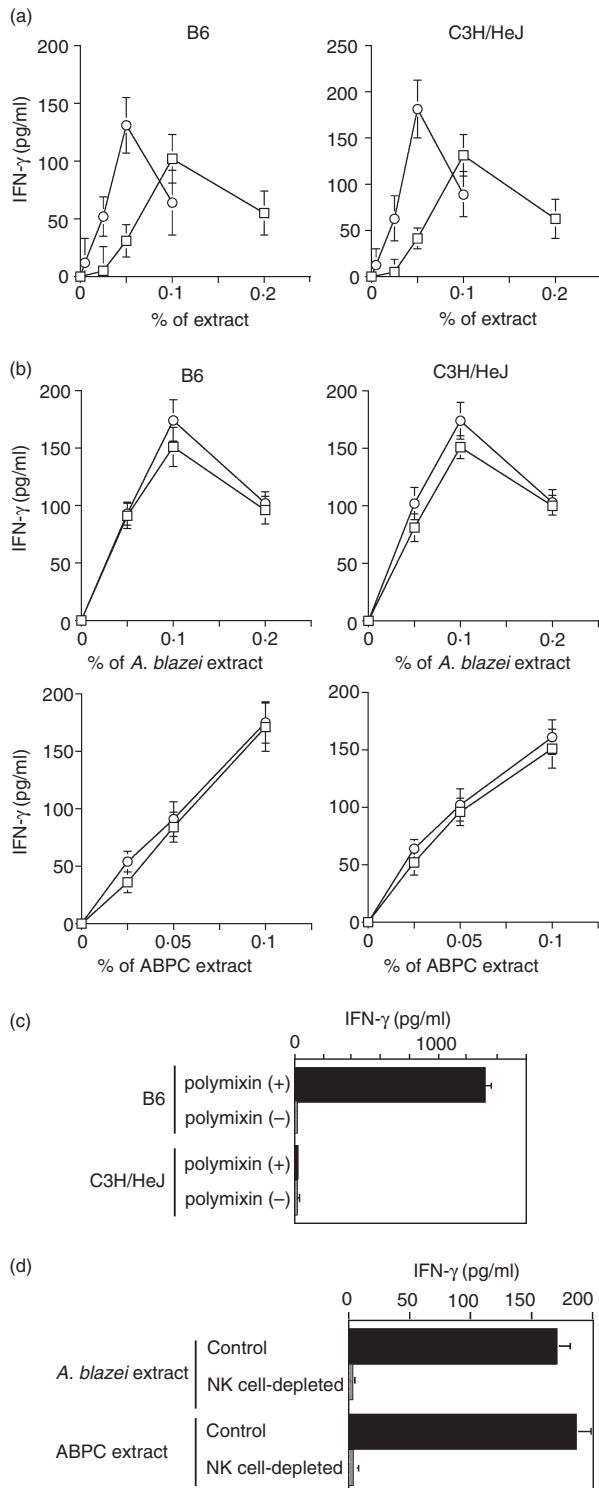 (a)
B6
C3H/HeJ
IFN-γ (pg/ml)
200
150
100
50
0
0
0·1
0·2
% of extract
250
200
150
100
50
0
0
0·1
0·2
% of extract
(b)
B6
C3H/HeJ
IFN-γ (pg/ml)
200
150
100
50
0
0
0·1
0·2
% of A. blazei extract
200
150
100
50
0
0
0·1
0·2
% of A. blazei extract
IFN-γ (pg/ml)
200
150
100
50
0
0
0·05
0·1
% of ABPC extract
200
150
100
50
0
0
0·05
0·1
% of ABPC extract
(c)
IFN-γ (pg/ml)
0
1000
B6
polymixin (+)
polymixin (–)
C3H/HeJ
polymixin (+)
polymixin (–)
(d)
IFN-γ (pg/ml)
0
50
100
150
200
A. blazei extract
Control
NK cell-depleted
ABPC extract
Control
NK cell-depleted